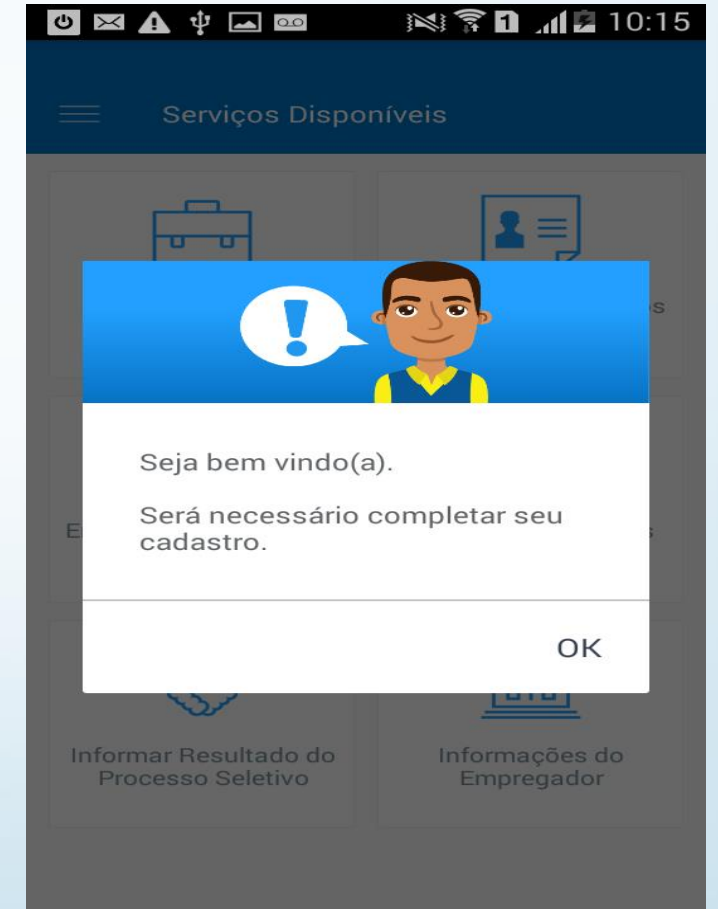 1 10:15
Serviços Disponíveis
s
Seja bem vindo(a).
Será necessário completar seu
cadastro.
E
OK
Informar Resultado do
Processo Seletivo
Informações do
Empregador